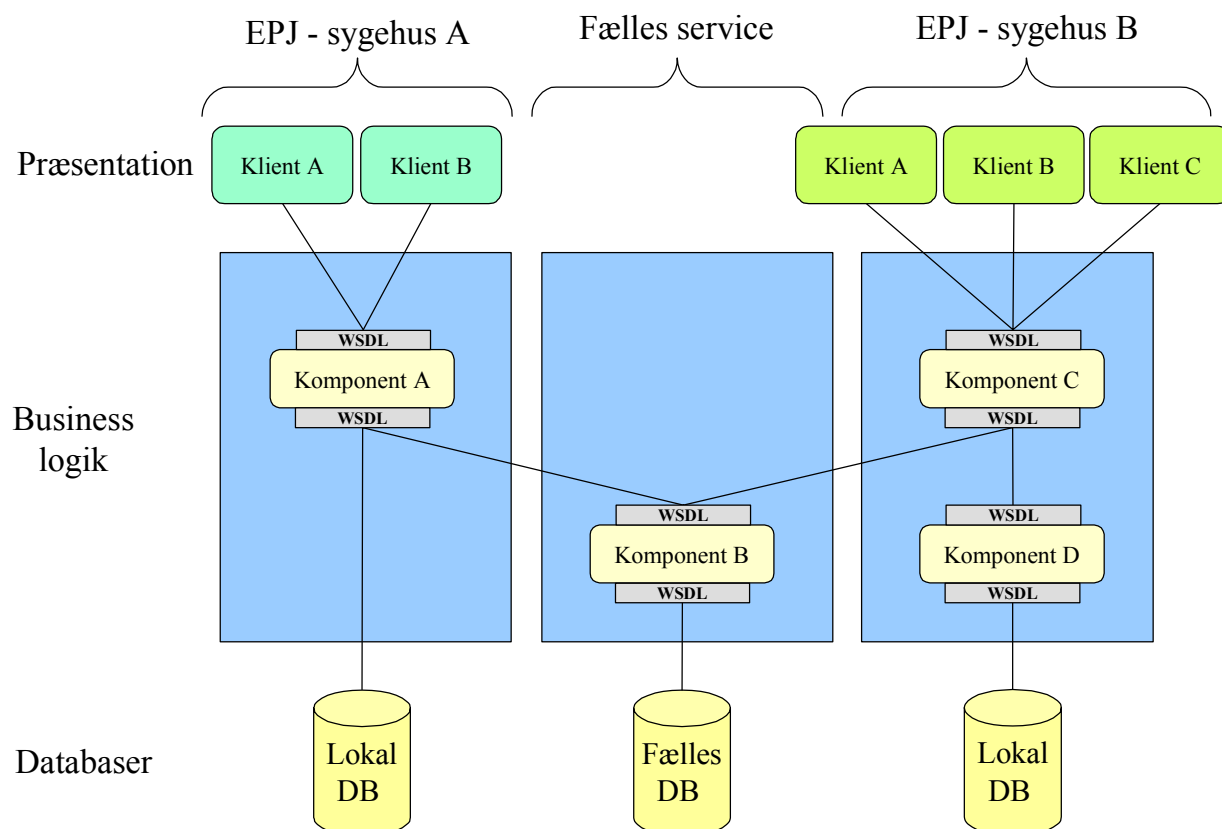 EPJ - sygehus A
Fælles service
EPJ - sygehus B
Præsentation
Klient A
Klient B
Klient A
Klient B
Klient C
WSDL
Komponent A
WSDL
WSDL
Komponent C
WSDL
Business
logik
WSDL
Komponent B
WSDL
WSDL
Komponent D
WSDL
Databaser
Lokal
DB
Fælles
DB
Lokal
DB